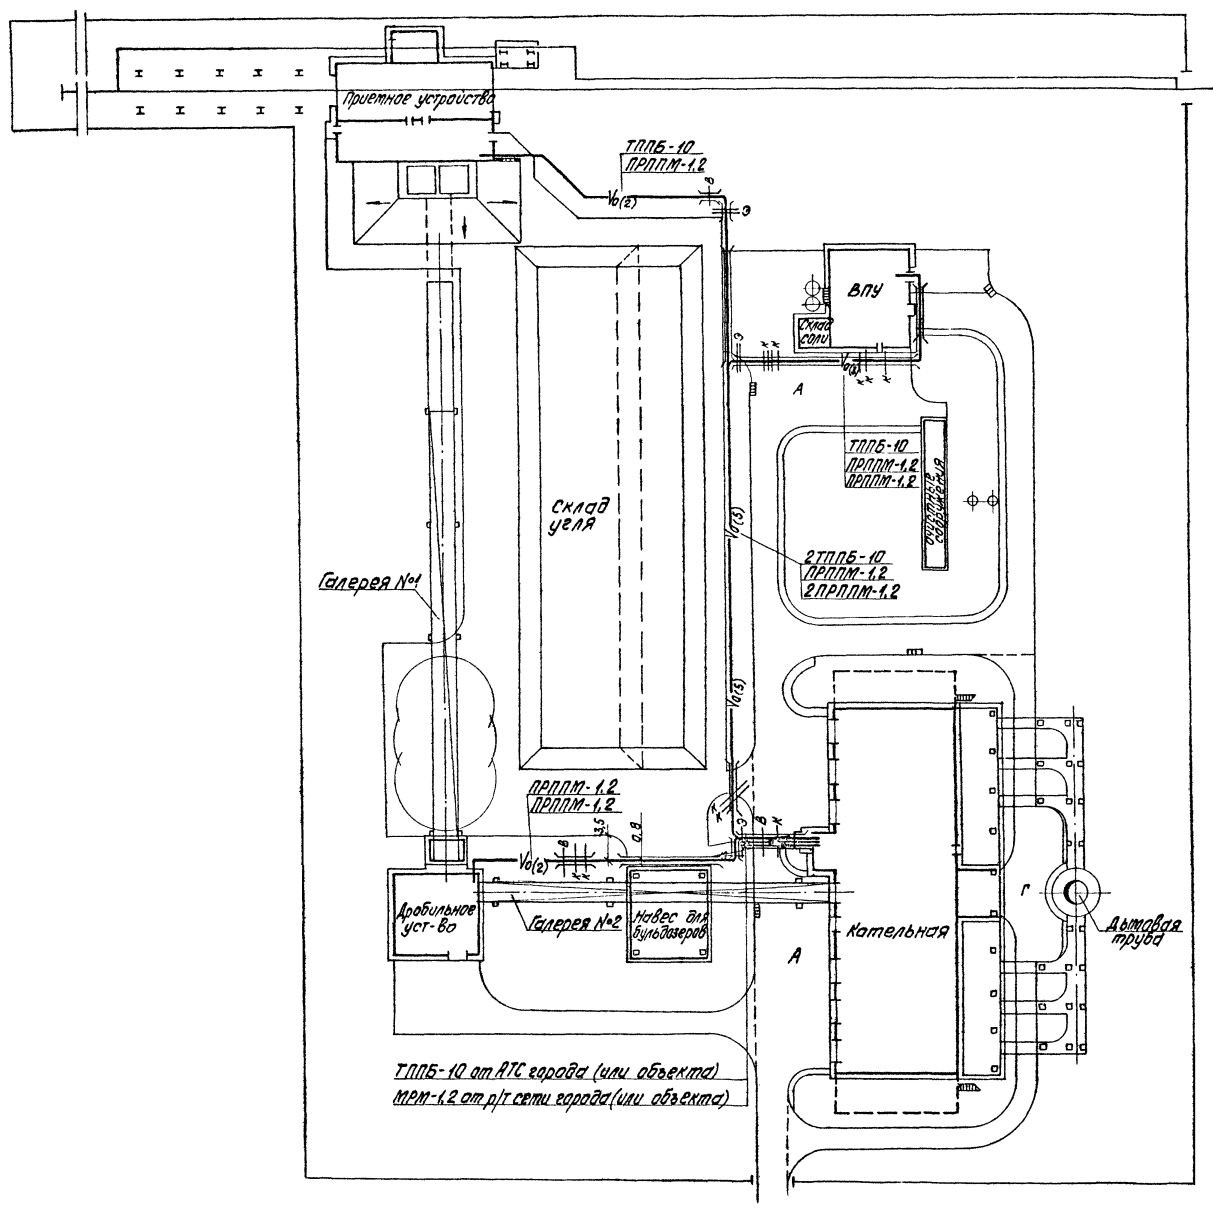 Приемное устройство
ТППБ-10
ПРППМ-1,2
В
V0(2)
Э
ВПУ
Склад
соли
Э
К
К
V0(3)
К
К
К
А
ТППБ-10
ПРППМ-1,2
ПРППМ-1,2
Очистные
сооружения
Склад
угля
V0(5)
2ТППБ-10
ПРППМ-1,2
2ПРППМ-1,2
Галерея №1
V0(5)
ПРППМ-1,2
ПРППМ-1,2
К
К
3,5
0,8
Э
В
К
В
V0(2)
К
К
Дробильное
уст-во
Галерея №2
Навес для
бульдозеров
Котельная
Г
Дымовая
труба
А
ТППБ-10 от АТС города (или объекта)
МРМ-1,2 от р/т сети города (или объекта)